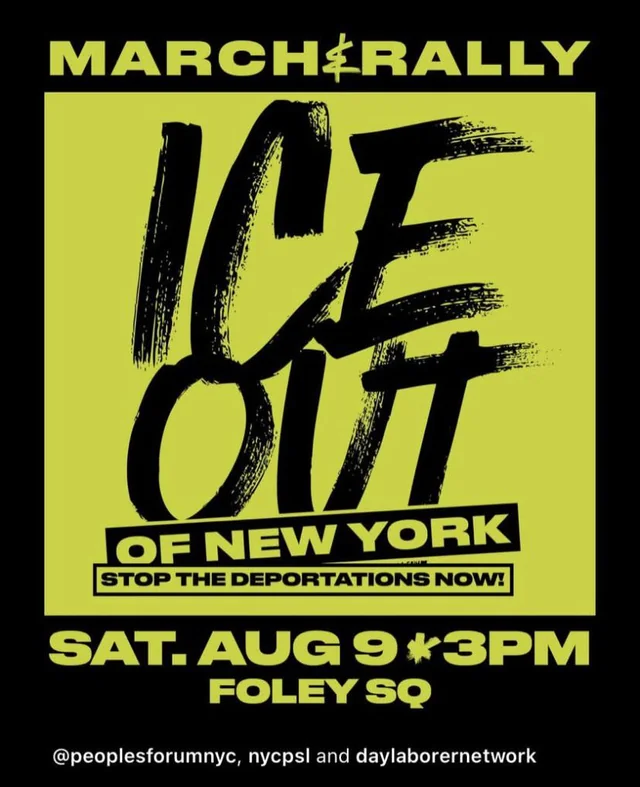 MARCH & RALLY
ICE
OUT
OF NEW YORK
STOP THE DEPORTATIONS NOW!
SAT. AUG 9 * 3PM
FOLEY SQ
@peoplesforumnyc, nycpsl and daylaborernetwork